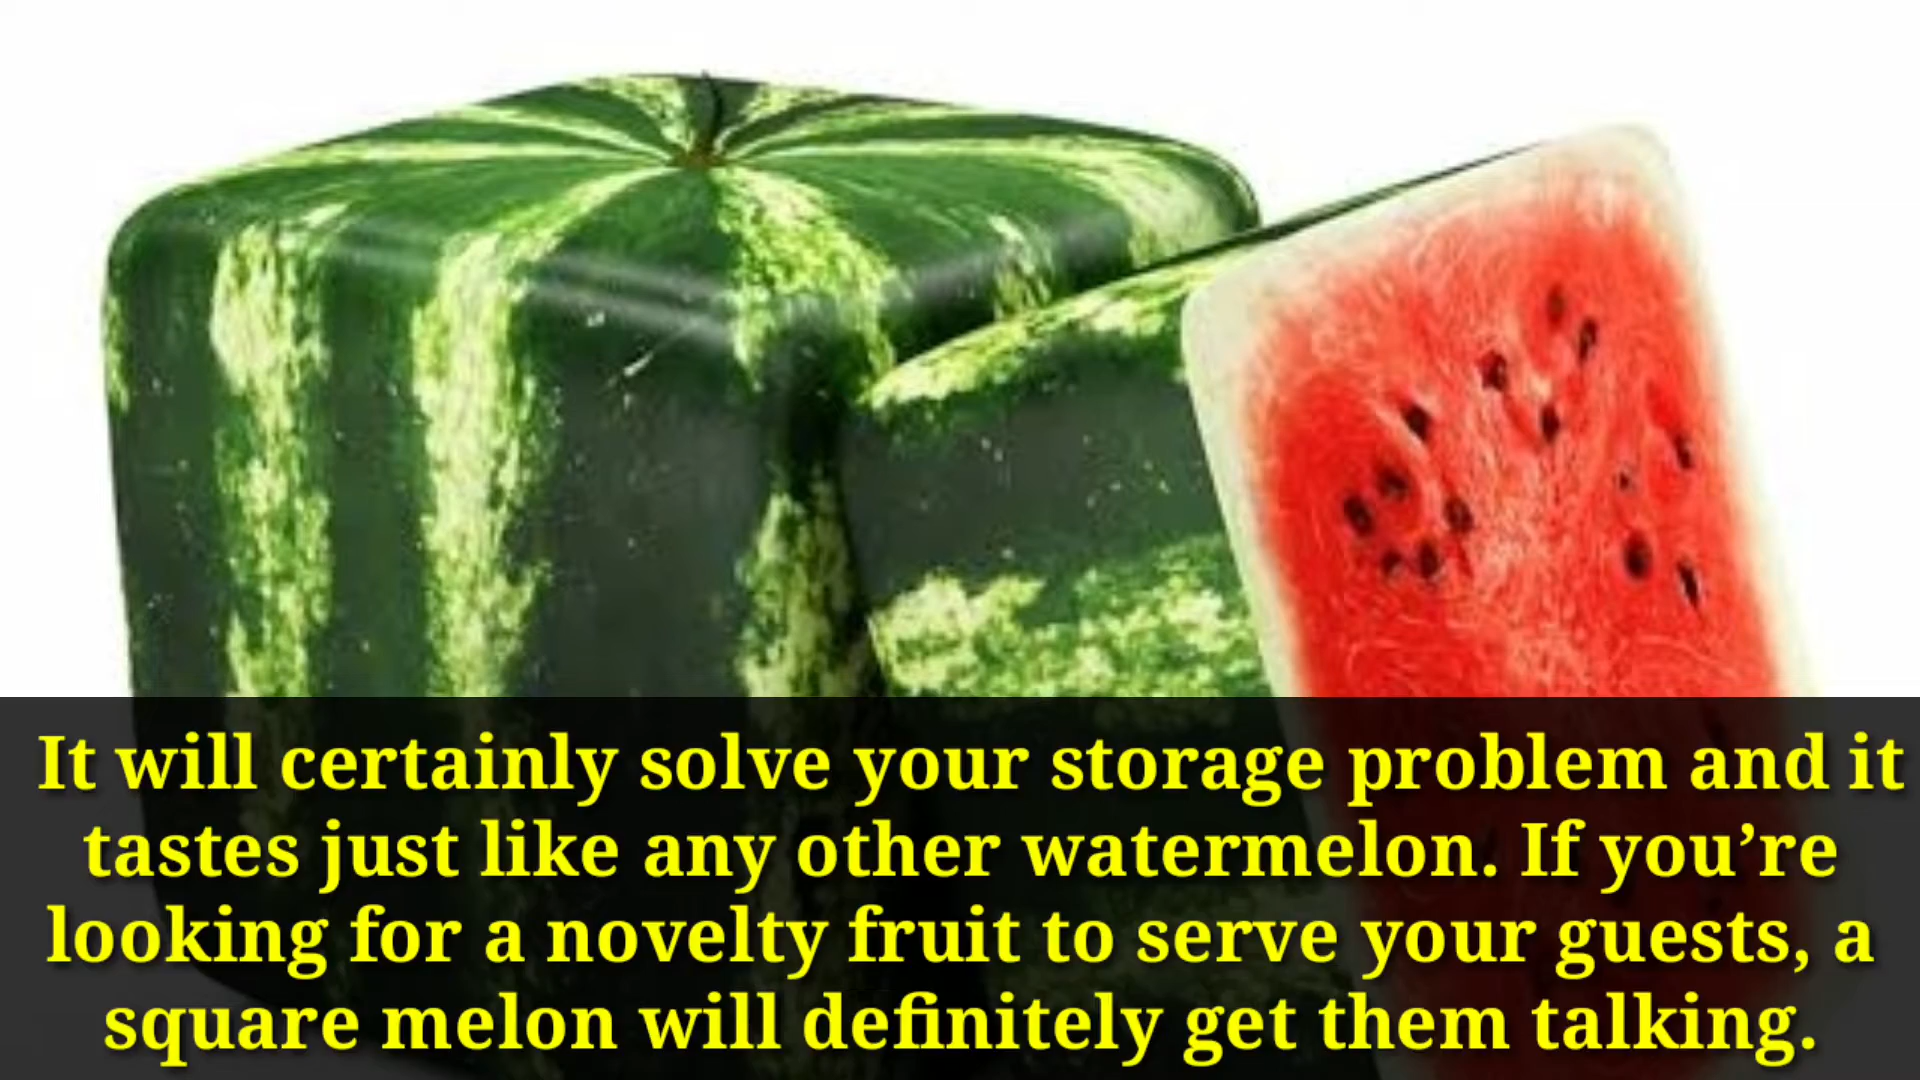 It will certainly solve your storage problem and it
tastes just like any other watermelon. If you’re
looking for a novelty fruit to serve your guests, a
square melon will definitely get them talking.